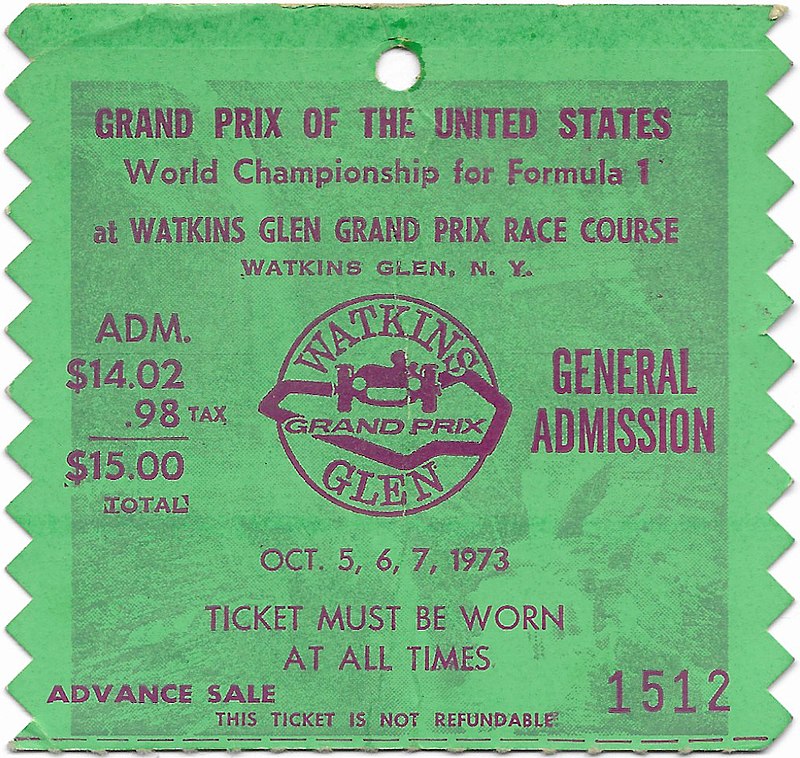 GRAND PRIX OF THE UNITED STATES
World Championship for Formula 1
at WATKINS GLEN GRAND PRIX RACE COURSE
WATKINS GLEN, N. Y.
ADM.
$14.02
.98 TAX
$15.00
TOTAL
WATKINS
GRAND PRIX
GLEN
GENERAL
ADMISSION
OCT. 5, 6, 7, 1973
TICKET MUST BE WORN
AT ALL TIMES
ADVANCE SALE
1512
THIS TICKET IS NOT REFUNDABLE